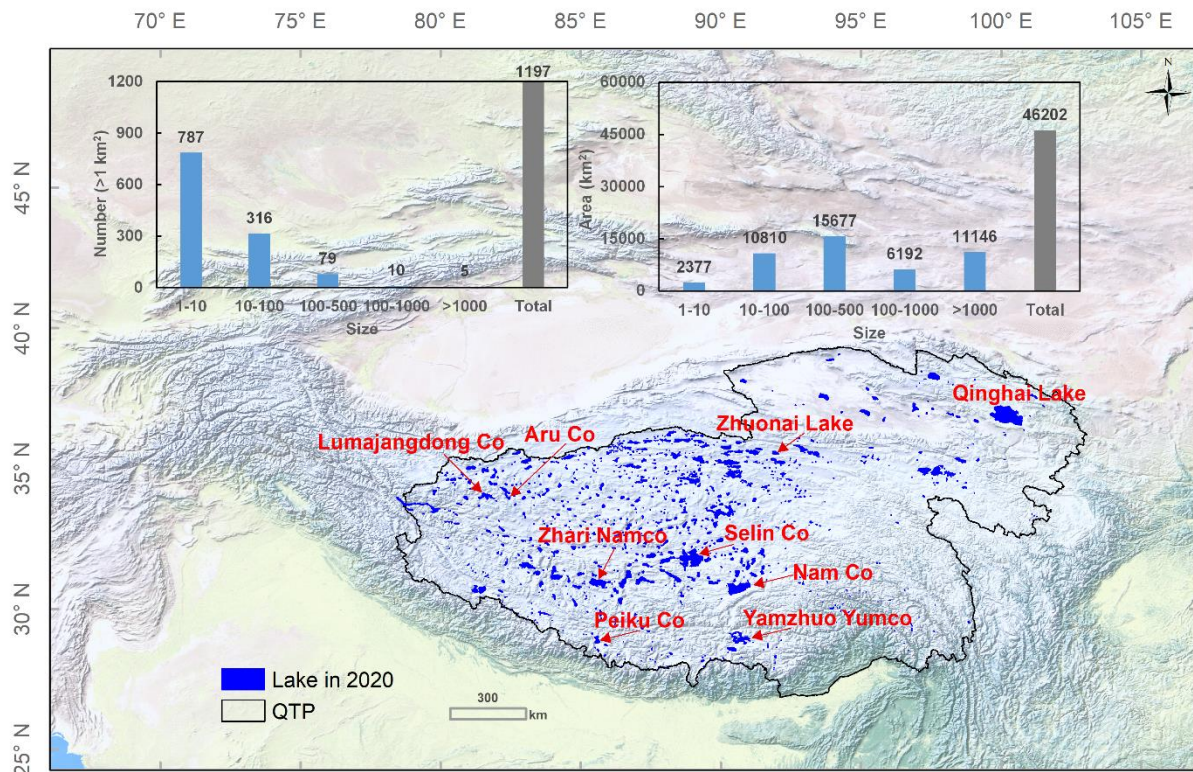 70° E 75° E 80° E 85° E 90° E 95° E 100° E 105° E
N
45° N
40° N
35° N
30° N
25° N
Number (>1 km²)
1200
900
600
300
0
787
316
79
10
5
1197
1-10 10-100 100-500 100-1000 >1000 Total
Size
Area (km²)
60000
45000
30000
15000
0
2377
10810
15677
6192
11146
46202
1-10 10-100 100-500 100-1000 >1000 Total
Size
Qinghai Lake
Zhuonai Lake
Aru Co
Lumajangdong Co
Zhari Namco
Selin Co
Nam Co
Peiku Co
Yamzhuo Yumco
Lake in 2020
QTP
300
km